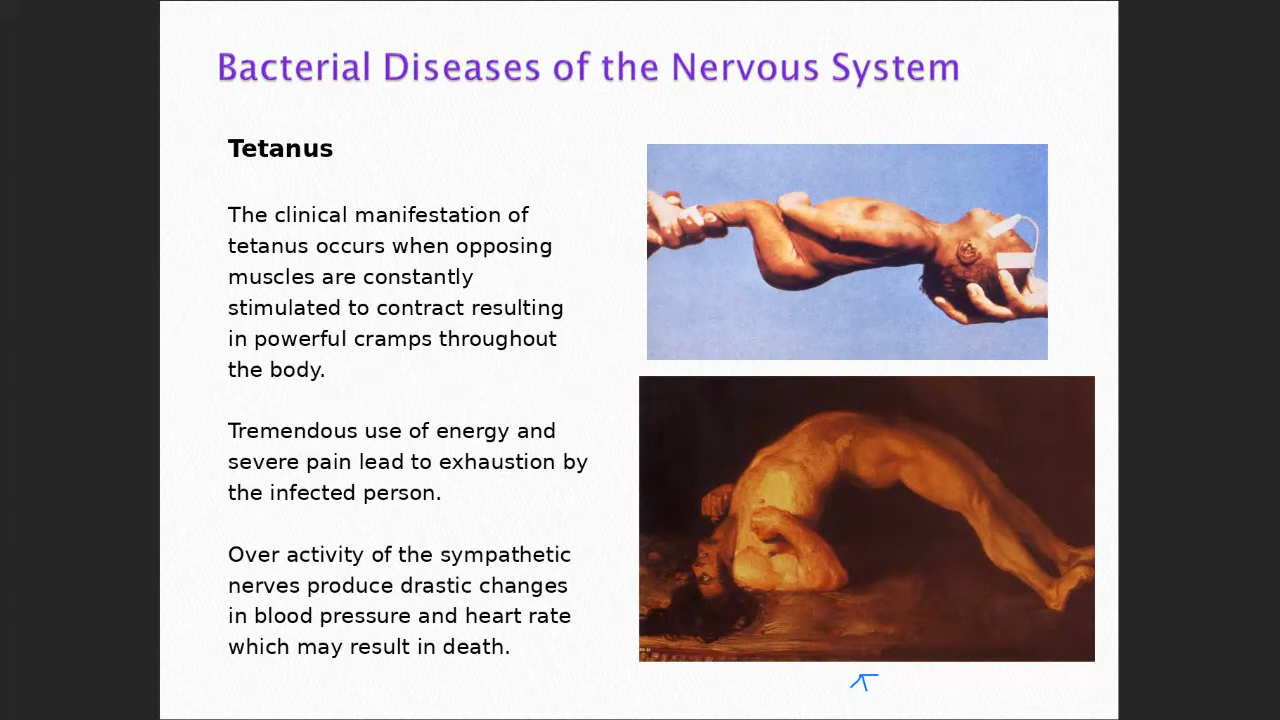 Bacterial Diseases of the Nervous System
Tetanus
The clinical manifestation of
tetanus occurs when opposing
muscles are constantly
stimulated to contract resulting
in powerful cramps throughout
the body.
Tremendous use of energy and
severe pain lead to exhaustion by
the infected person.
Over activity of the sympathetic
nerves produce drastic changes
in blood pressure and heart rate
which may result in death.